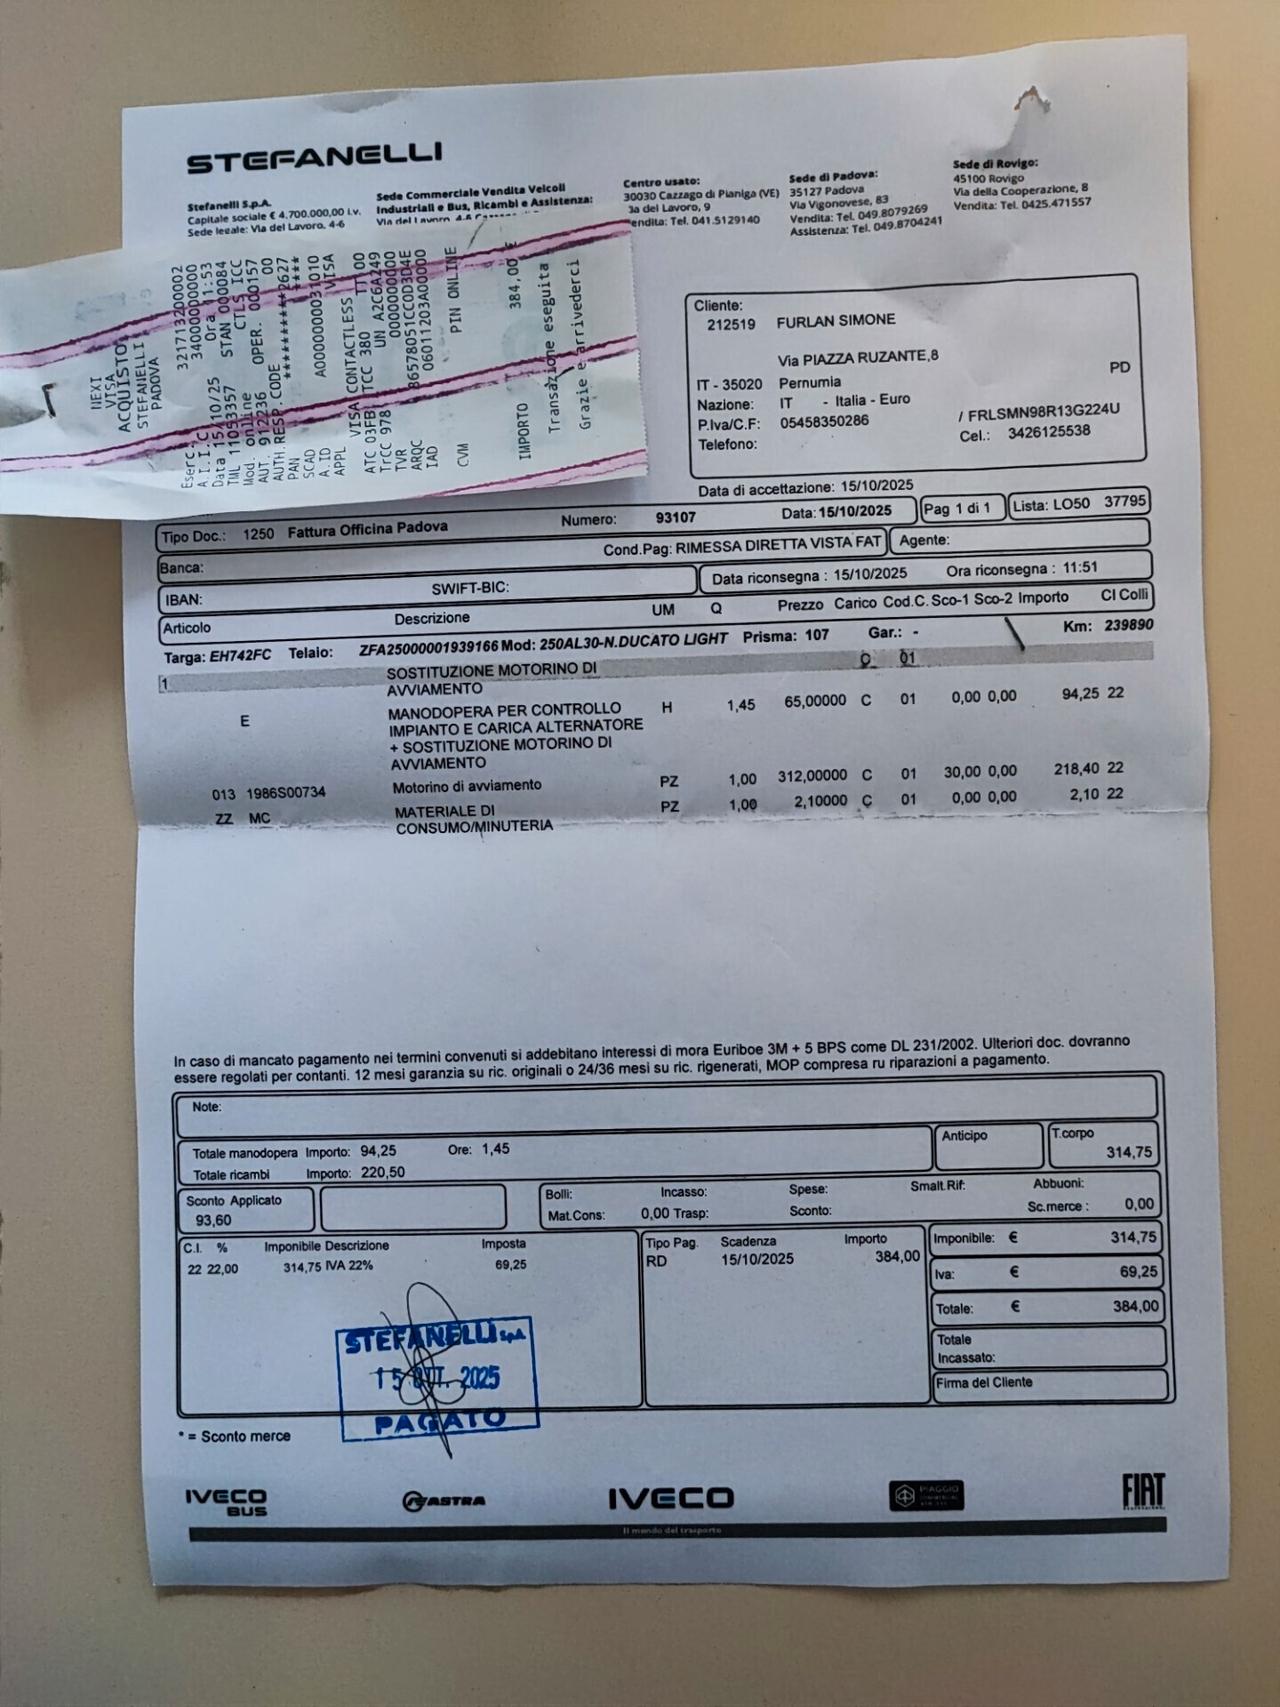 STEFANELLI
Stefanelli S.p.A.
Capitale sociale € 4.700.000,00 i.v.
Sede legale: Via del Lavoro, 4-6
Sede Commerciale Vendita Veicoli
Industriali e Bus, Ricambi e Assistenza:
Via del Lavoro, 4-6
Centro usato:
30030 Cazzago di Pianiga (VE)
Via del Lavoro, 9
Vendita: Tel. 041.5129140
Sede di Padova:
35127 Padova
Via Vigonovese, 83
Vendita: Tel. 049.8079269
Assistenza: Tel. 049.8704241
Sede di Rovigo:
45100 Rovigo
Via della Cooperazione, 8
Vendita: Tel. 0425.471557
NEXI
VISA
ACQUISTO
STEFANELLI
PADOVA
Eserc. 321713200002
A.I.I.C. 34000000000
Data 15/10/25 Ora 11:53
TML 11053357 STAN 000084
Mod. online CTLS ICC
AUT. 912236 OPER. 000157
AUTH.RESP.CODE 00
PAN ************2627
SCAD ****
A.ID A0000000031010
APPL VISA
VISA CONTACTLESS
ATC 03FB TCC 380 TTT 00
TrCC 978 UN A2C6A249
TVR 0000000000
ARQC 86578051CC0D3D4E
IAD 06011203A00000
CVM PIN ONLINE
IMPORTO 384,00 €
Transazione eseguita
Grazie e arrivederci
Cliente:
212519 FURLAN SIMONE
Via PIAZZA RUZANTE,8
IT - 35020 Pernumia PD
Nazione: IT - Italia - Euro
P.Iva/C.F: 05458350286 / FRLSMN98R13G224U
Telefono: Cel.: 3426125538
Data di accettazione: 15/10/2025
Tipo Doc.: 1250 Fattura Officina Padova Numero: 93107 Data: 15/10/2025 Pag 1 di 1 Lista: LO50 37795
Banca: Cond.Pag: RIMESSA DIRETTA VISTA FAT Agente:
IBAN: SWIFT-BIC: Data riconsegna : 15/10/2025 Ora riconsegna : 11:51
Articolo Descrizione UM Q Prezzo Carico Cod.C. Sco-1 Sco-2 Importo CI Colli
Targa: EH742FC Telaio: ZFA25000001939166 Mod: 250AL30-N.DUCATO LIGHT Prisma: 107 Gar.: - Km: 239890
1 SOSTITUZIONE MOTORINO DI C 01
AVVIAMENTO
E MANODOPERA PER CONTROLLO H 1,45 65,00000 C 01 0,00 0,00 94,25 22
IMPIANTO E CARICA ALTERNATORE
+ SOSTITUZIONE MOTORINO DI
AVVIAMENTO
013 1986S00734 Motorino di avviamento PZ 1,00 312,00000 C 01 30,00 0,00 218,40 22
ZZ MC MATERIALE DI PZ 1,00 2,10000 C 01 0,00 0,00 2,10 22
CONSUMO/MINUTERIA
In caso di mancato pagamento nei termini convenuti si addebitano interessi di mora Euriboe 3M + 5 BPS come DL 231/2002. Ulteriori doc. dovranno
essere regolati per contanti. 12 mesi garanzia su ric. originali o 24/36 mesi su ric. rigenerati, MOP compresa ru riparazioni a pagamento.
Note:
Totale manodopera Importo: 94,25 Ore: 1,45
Totale ricambi Importo: 220,50
Anticipo
T.corpo
314,75
Sconto Applicato
93,60
Bolli: Incasso: Spese: Smalt.Rif: Abbuoni:
Mat.Cons: 0,00 Trasp: Sconto: Sc.merce : 0,00
C.I. % Imponibile Descrizione Imposta
22 22,00 314,75 IVA 22% 69,25
Tipo Pag. Scadenza Importo
RD 15/10/2025 384,00
Imponibile: € 314,75
Iva: € 69,25
Totale: € 384,00
Totale
Incassato:
Firma del Cliente
STEFANELLI SpA
15 OTT. 2025
PAGATO
* = Sconto merce
IVECO
BUS
ASTRA
IVECO
PIAGGIO
FIAT
Il mondo del trasporto